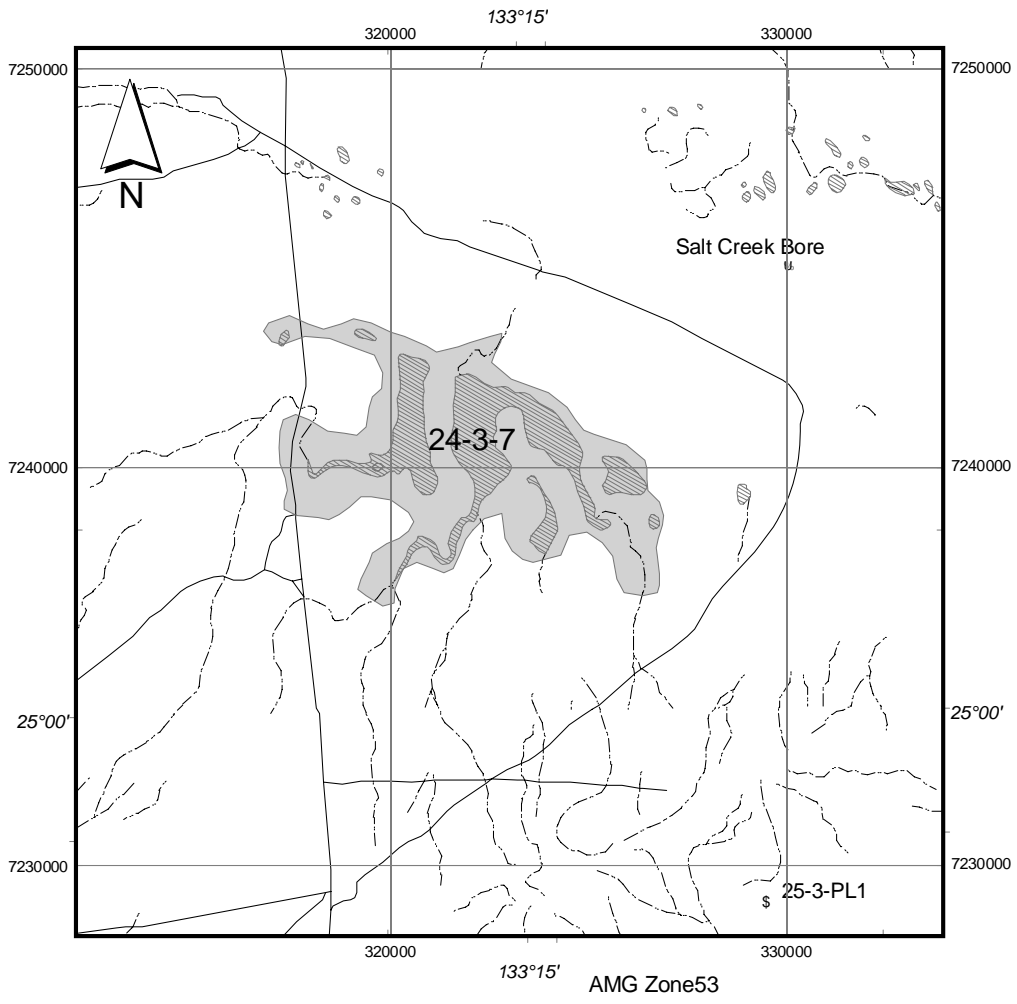 133°15'
320000 330000
7250000 7250000
N
Salt Creek Bore
24-3-7
7240000 7240000
25°00' 25°00'
7230000 7230000
25-3-PL1
$
320000 330000
133°15'
AMG Zone53